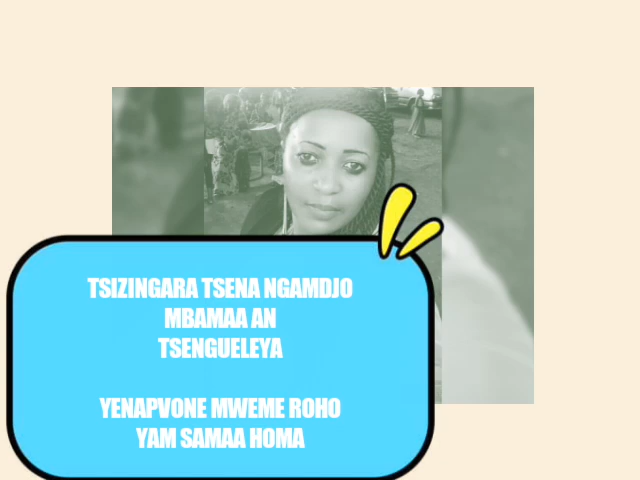 TSIZINGARA TSENA NGAMDJO
MBAMAA AN
TSENGUELEYA
YENAPVONE MWEME ROHO
YAM SAMAA HOMA